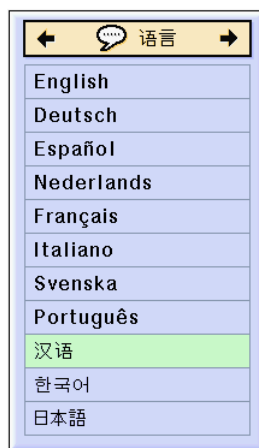 语言
English
Deutsch
Español
Nederlands
Français
Italiano
Svenska
Português
汉语
한국어
日本語